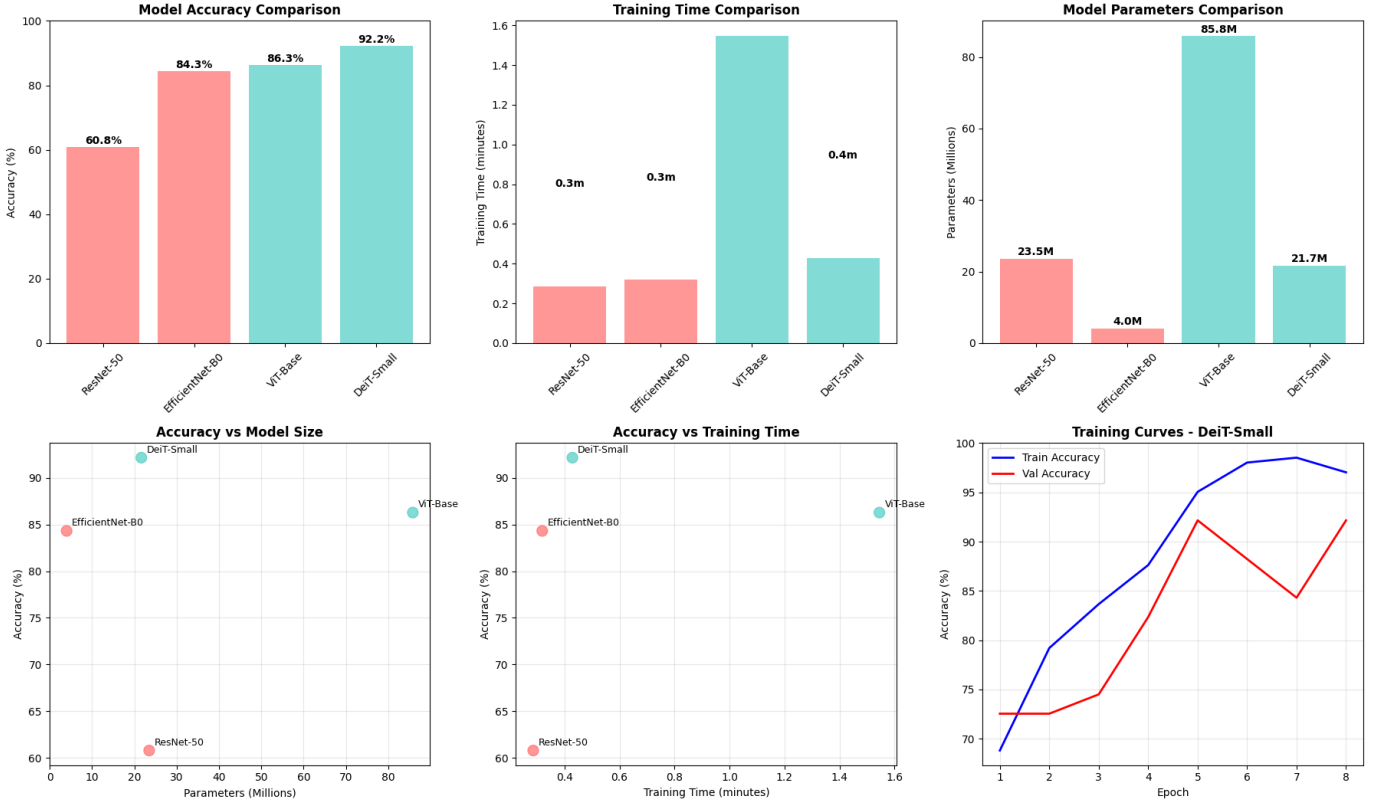 Model Accuracy Comparison
Accuracy (%)
100
80
60
40
20
0
60.8%
84.3%
86.3%
92.2%
ResNet-50
EfficientNet-B0
ViT-Base
DeiT-Small
Training Time Comparison
Training Time (minutes)
1.6
1.4
1.2
1.0
0.8
0.6
0.4
0.2
0.0
0.3m
0.3m
0.4m
ResNet-50
EfficientNet-B0
ViT-Base
DeiT-Small
Model Parameters Comparison
Parameters (Millions)
80
60
40
20
0
23.5M
4.0M
85.8M
21.7M
ResNet-50
EfficientNet-B0
ViT-Base
DeiT-Small
Accuracy vs Model Size
Accuracy (%)
90
85
80
75
70
65
60
DeiT-Small
ViT-Base
EfficientNet-B0
ResNet-50
0 10 20 30 40 50 60 70 80
Parameters (Millions)
Accuracy vs Training Time
Accuracy (%)
90
85
80
75
70
65
60
DeiT-Small
ViT-Base
EfficientNet-B0
ResNet-50
0.4 0.6 0.8 1.0 1.2 1.4 1.6
Training Time (minutes)
Training Curves - DeiT-Small
Accuracy (%)
100
95
90
85
80
75
70
Train Accuracy
Val Accuracy
1 2 3 4 5 6 7 8
Epoch